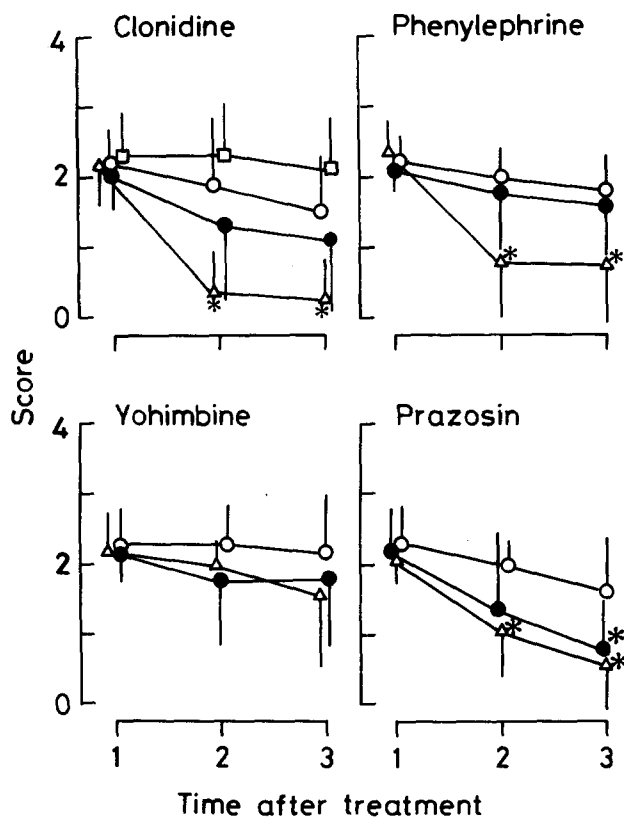 Clonidine
Phenylephrine
4
2
0
*
*
*
*
Score
Yohimbine
Prazosin
4
2
0
*
*
*
1 2 3
1 2 3
Time after treatment